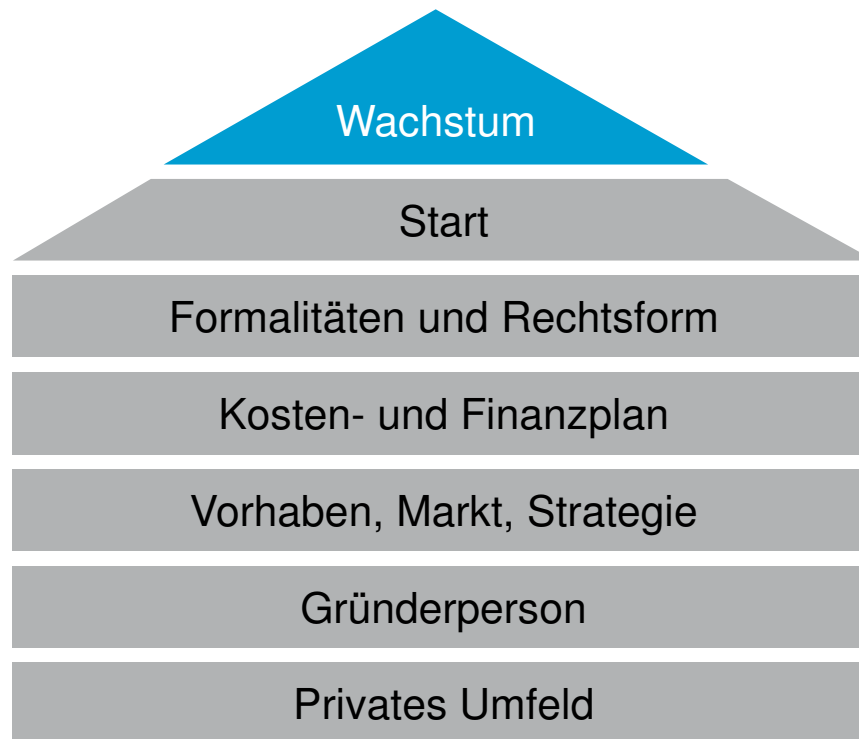 Wachstum
Start
Formalitäten und Rechtsform
Kosten- und Finanzplan
Vorhaben, Markt, Strategie
Gründerperson
Privates Umfeld